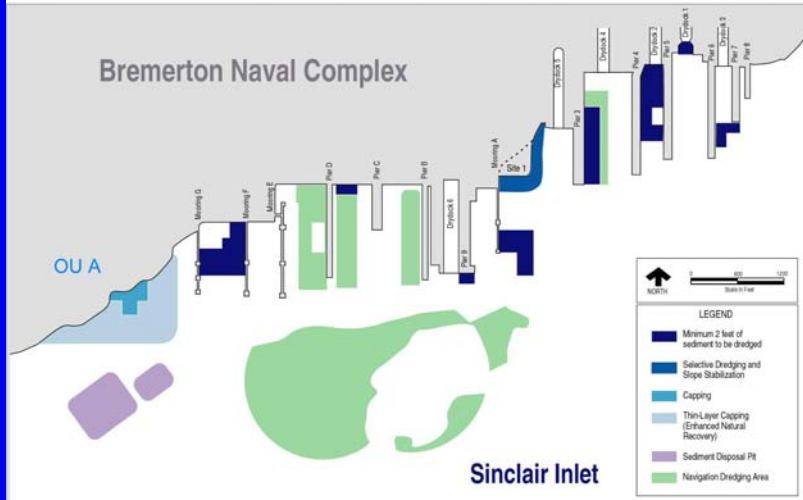 Bremerton Naval Complex
Drydock 4
Drydock 2
Pier 5
Drydock 1
Drydock 3
Pier 4
Pier 6
Pier 7
Pier 8
Drydock 5
Pier 3
Mooring A
Site 1
Mooring G
Mooring F
Mooring E
Pier D
Pier C
Pier B
Drydock 6
Pier 9
OU A
NORTH
0 600 1200
Scale In Feet
LEGEND
Minimum 2 feet of
sediment to be dredged
Selective Dredging and
Slope Stabilization
Capping
Thin-Layer Capping
(Enhanced Natural
Recovery)
Sediment Disposal Pit
Navigation Dredging Area
Sinclair Inlet